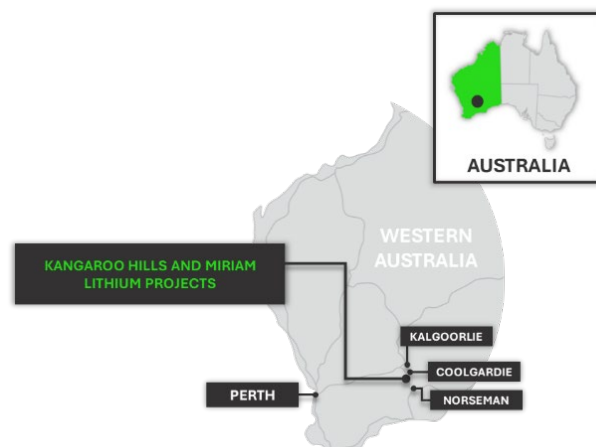 AUSTRALIA
WESTERN
AUSTRALIA
KANGAROO HILLS AND MIRIAM
LITHIUM PROJECTS
KALGOORLIE
COOLGARDIE
PERTH
NORSEMAN